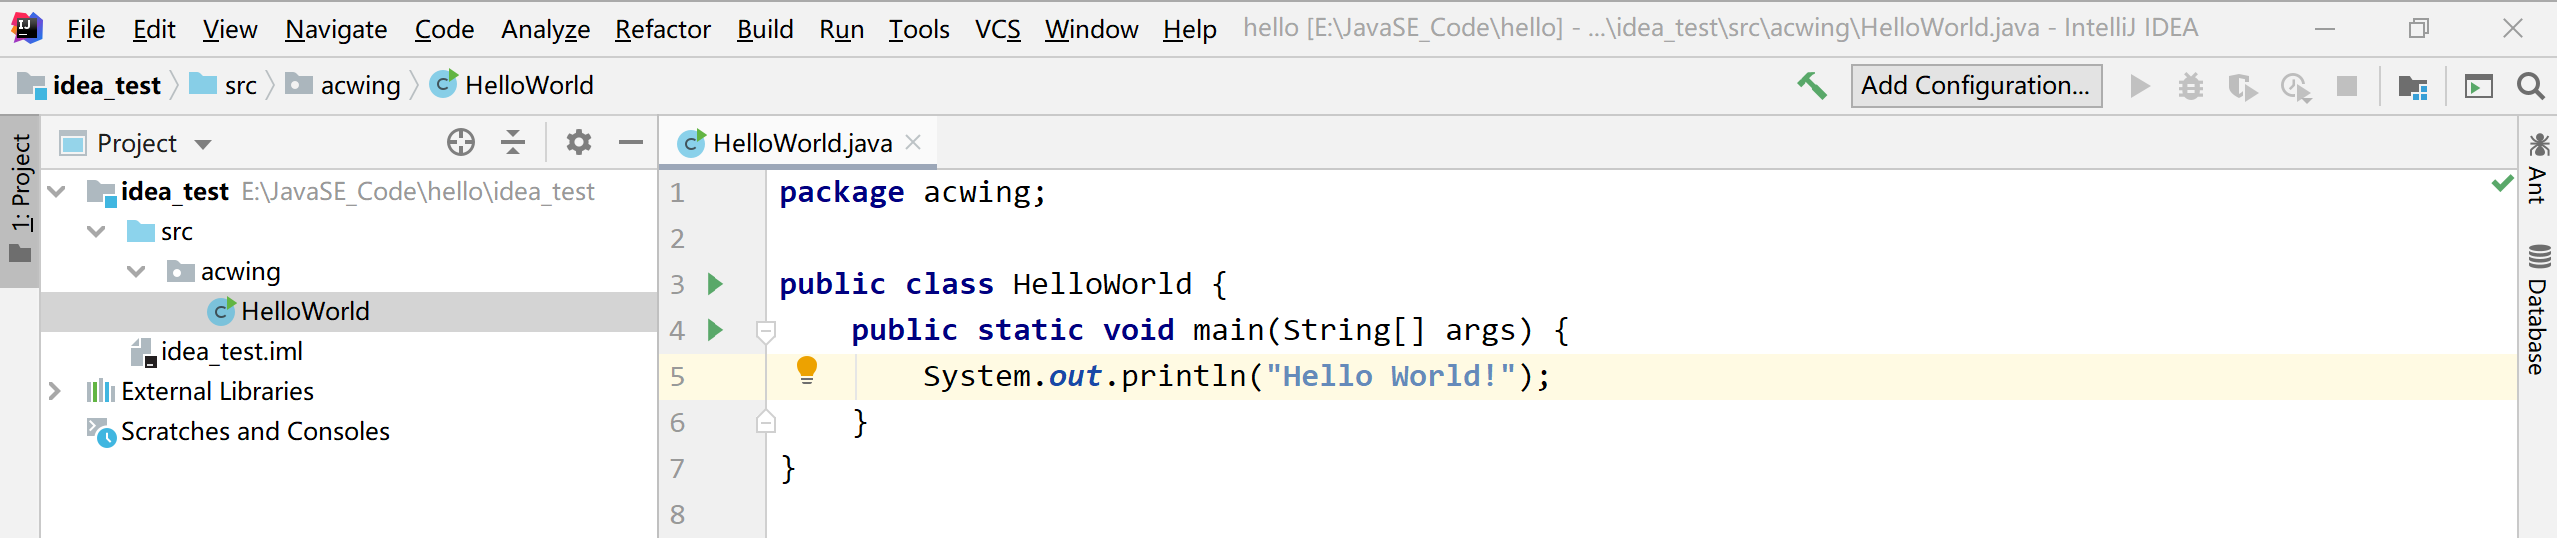 File Edit View Navigate Code Analyze Refactor Build Run Tools VCS Window Help hello [E:\JavaSE_Code\hello] - ...\idea_test\src\acwing\HelloWorld.java - IntelliJ IDEA
idea_test src acwing HelloWorld Add Configuration...
1: Project
Project
idea_test E:\JavaSE_Code\hello\idea_test
src
acwing
HelloWorld
idea_test.iml
External Libraries
Scratches and Consoles
HelloWorld.java
1 package acwing;
2
3 public class HelloWorld {
4 public static void main(String[] args) {
5 System.out.println("Hello World!");
6 }
7 }
8
Ant
Database